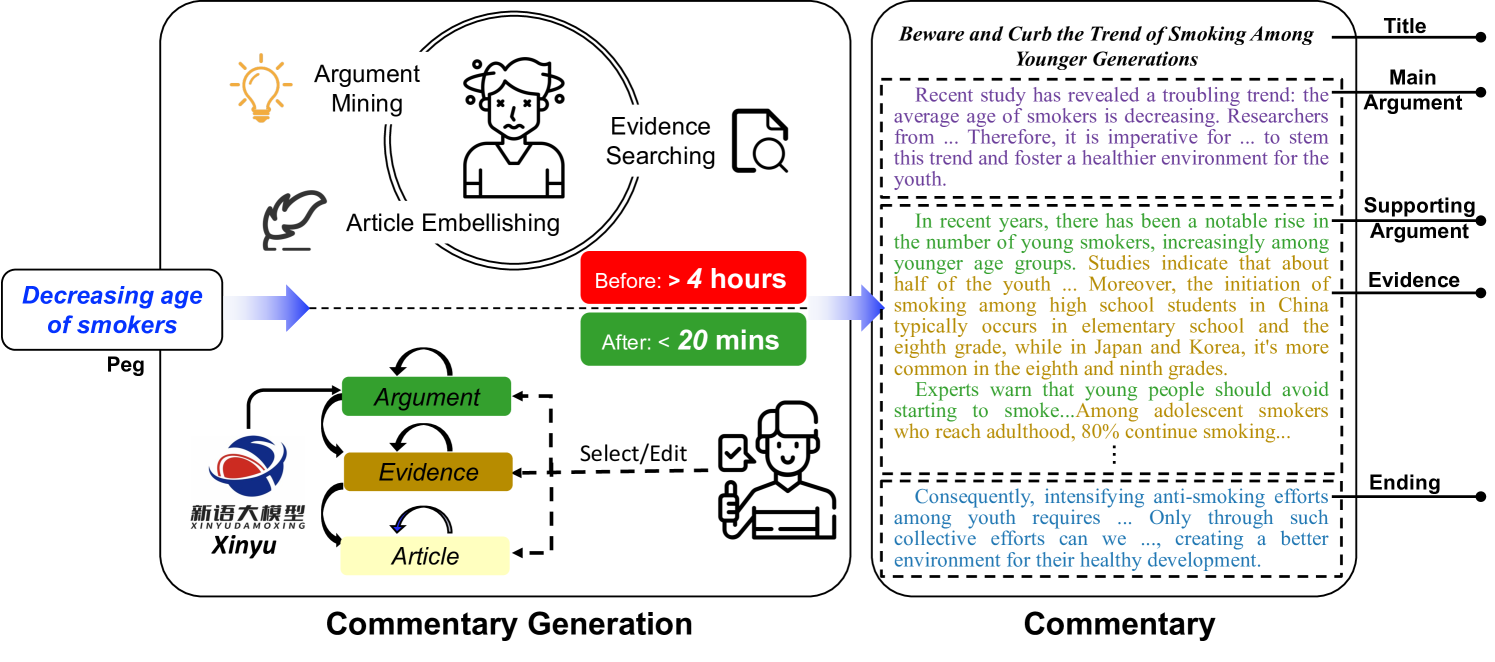 Decreasing age
of smokers
Peg
Argument
Mining
Evidence
Searching
Article Embellishing
Before: > 4 hours
After: < 20 mins
Argument
Evidence
Article
Select/Edit
新语大模型
XINYUDAMOXING
Xinyu
Commentary Generation
Beware and Curb the Trend of Smoking Among
Younger Generations
Recent study has revealed a troubling trend: the
average age of smokers is decreasing. Researchers
from ... Therefore, it is imperative for ... to stem
this trend and foster a healthier environment for the
youth.
In recent years, there has been a notable rise in
the number of young smokers, increasingly among
younger age groups. Studies indicate that about
half of the youth ... Moreover, the initiation of
smoking among high school students in China
typically occurs in elementary school and the
eighth grade, while in Japan and Korea, it's more
common in the eighth and ninth grades.
Experts warn that young people should avoid
starting to smoke...Among adolescent smokers
who reach adulthood, 80% continue smoking...
Consequently, intensifying anti-smoking efforts
among youth requires ... Only through such
collective efforts can we ..., creating a better
environment for their healthy development.
Title
Main
Argument
Supporting
Argument
Evidence
Ending
Commentary